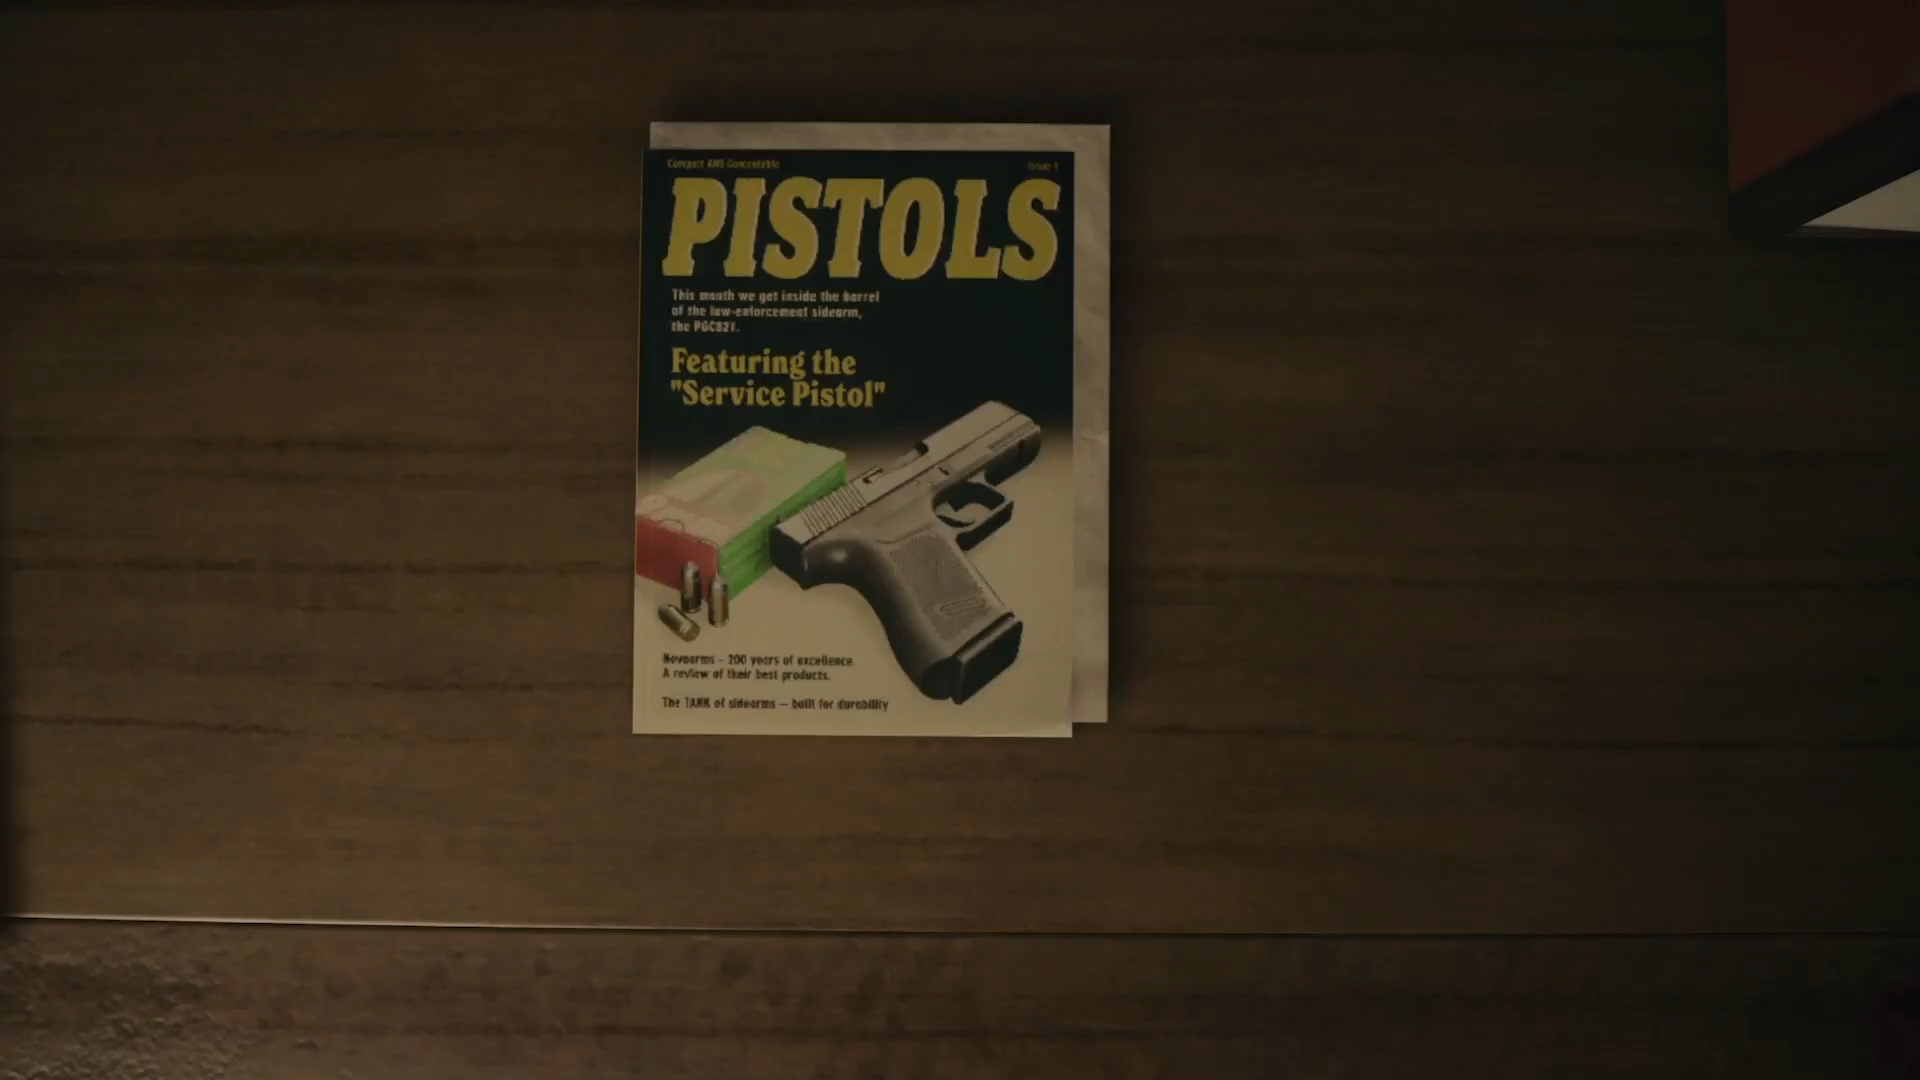 Compact AND Concealable
Issue 1
PISTOLS
This month we get inside the barrel
of the law-enforcement sidearm,
the PGC821.
Featuring the
"Service Pistol"
Novoarms - 200 years of excellence.
A review of their best products.
The TANK of sidearms – built for durability